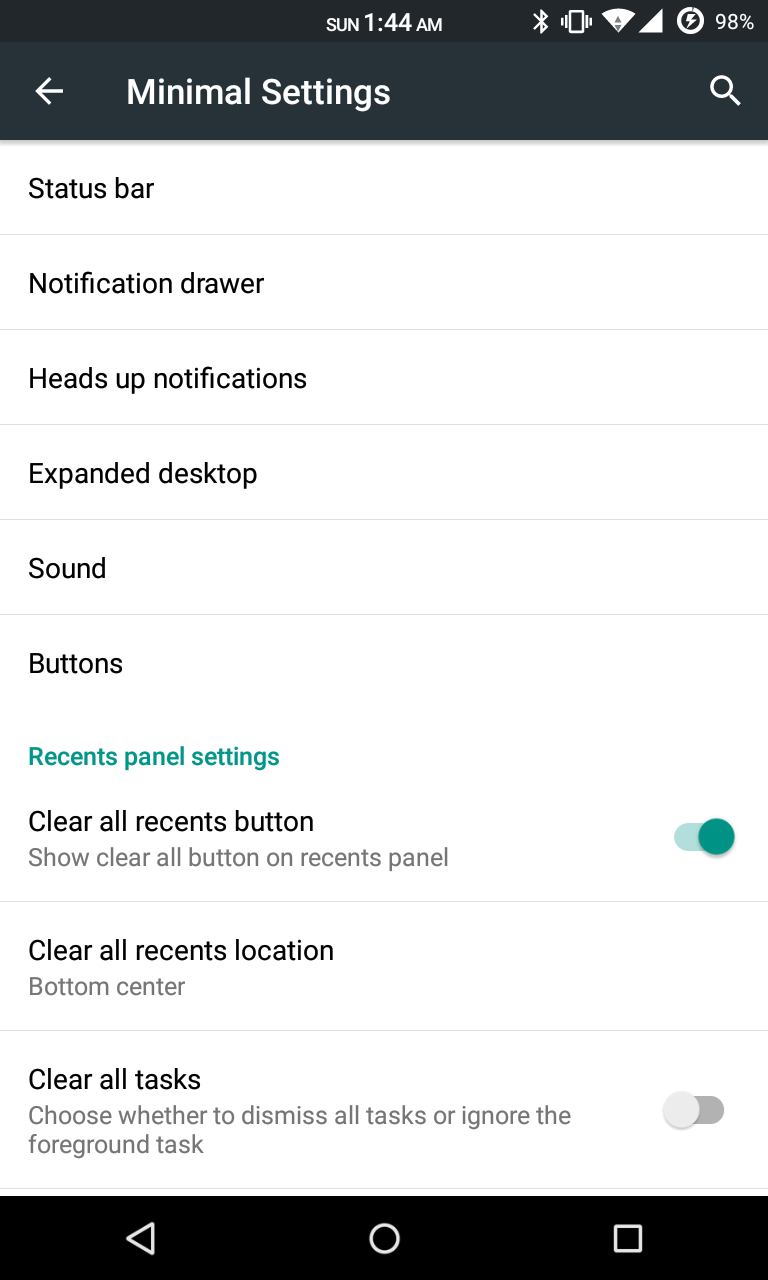 SUN 1:44 AM 98%
Minimal Settings
Status bar
Notification drawer
Heads up notifications
Expanded desktop
Sound
Buttons
Recents panel settings
Clear all recents button
Show clear all button on recents panel
Clear all recents location
Bottom center
Clear all tasks
Choose whether to dismiss all tasks or ignore the
foreground task